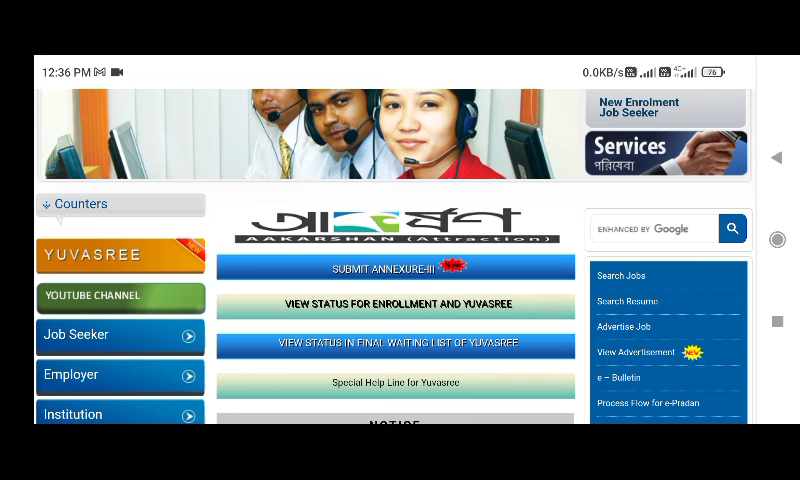 12:36 PM
0.0KB/s
4G+
76
New Enrolment
Job Seeker
Services
পরিষেবা
Counters
YUVASREE
NEW
YOUTUBE CHANNEL
Job Seeker
Employer
Institution
আকর্ষণ
AAKARSHAN (Attraction)
SUBMIT ANNEXURE-III New
VIEW STATUS FOR ENROLLMENT AND YUVASREE
VIEW STATUS IN FINAL WAITING LIST OF YUVASREE
Special Help Line for Yuvasree
NOTICE
ENHANCED BY Google
Search Jobs
Search Resume
Advertise Job
View Advertisement NEW
e – Bulletin
Process Flow for e-Pradan